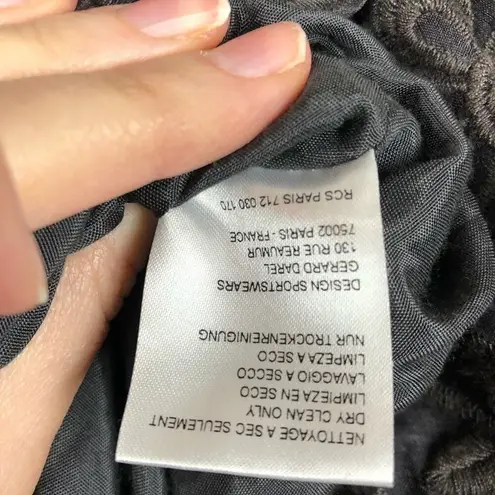 NETTOYAGE A SEC SEULEMENT
DRY CLEAN ONLY
LIMPIEZA EN SECO
LAVAGGIO A SECCO
LIMPEZA A SECO
NUR TROCKENREINIGUNG
DESIGN SPORTSWEARS
GERARD DAREL
130 RUE REAUMUR
75002 PARIS - FRANCE
RCS PARIS 712 030 170